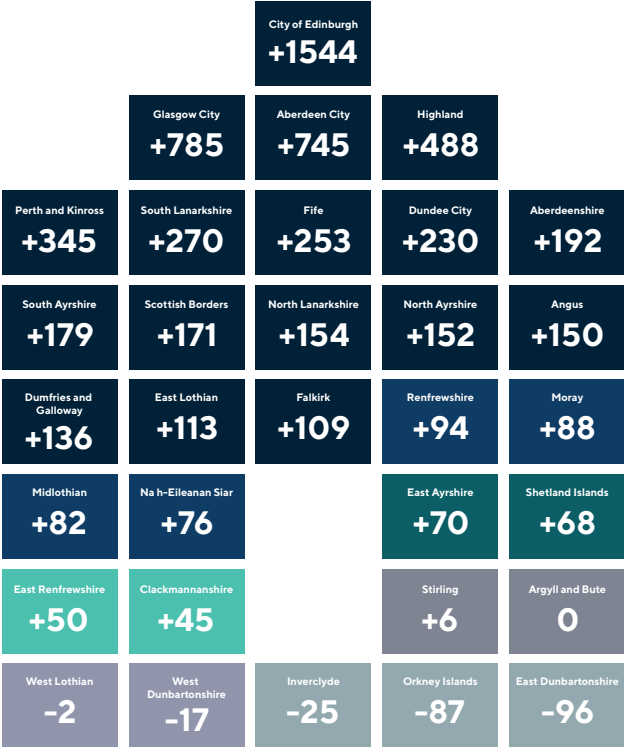 City of Edinburgh
+1544
Glasgow City
+785
Aberdeen City
+745
Highland
+488
Perth and Kinross
+345
South Lanarkshire
+270
Fife
+253
Dundee City
+230
Aberdeenshire
+192
South Ayrshire
+179
Scottish Borders
+171
North Lanarkshire
+154
North Ayrshire
+152
Angus
+150
Dumfries and
Galloway
+136
East Lothian
+113
Falkirk
+109
Renfrewshire
+94
Moray
+88
Midlothian
+82
Na h-Eileanan Siar
+76
East Ayrshire
+70
Shetland Islands
+68
East Renfrewshire
+50
Clackmannanshire
+45
Stirling
+6
Argyll and Bute
0
West Lothian
-2
West
Dunbartonshire
-17
Inverclyde
-25
Orkney Islands
-87
East Dunbartonshire
-96